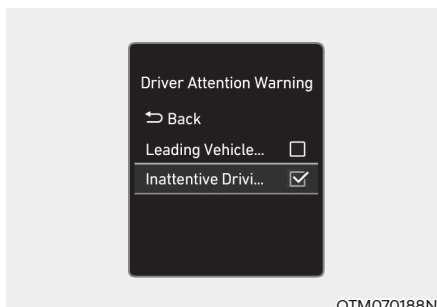 Driver Attention Warning
Back
Leading Vehicle...
Inattentive Drivi...
OTM070188N